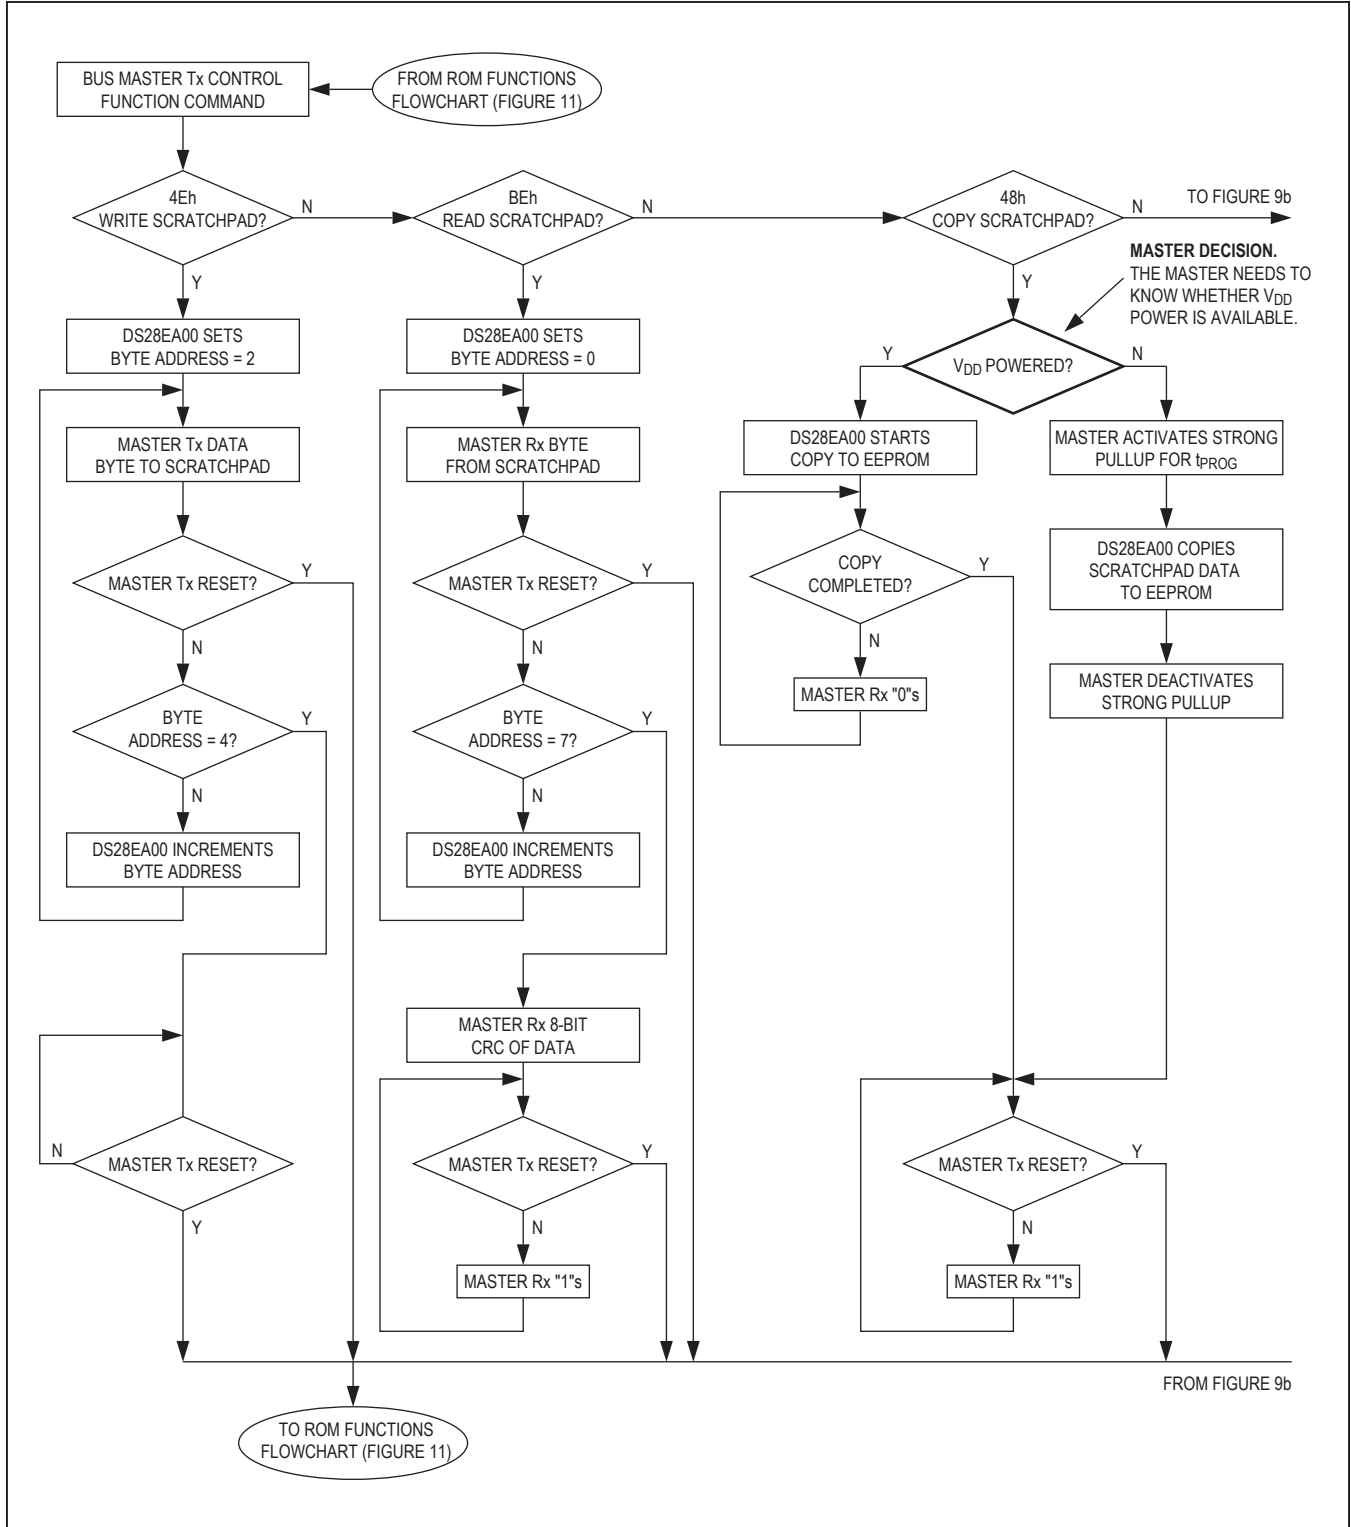 BUS MASTER Tx CONTROL
FUNCTION COMMAND
FROM ROM FUNCTIONS
FLOWCHART (FIGURE 11)
4Eh
WRITE SCRATCHPAD?
N
Y
BEh
READ SCRATCHPAD?
N
Y
48h
COPY SCRATCHPAD?
N
Y
TO FIGURE 9b
MASTER DECISION.
THE MASTER NEEDS TO
KNOW WHETHER VDD
POWER IS AVAILABLE.
DS28EA00 SETS
BYTE ADDRESS = 2
MASTER Tx DATA
BYTE TO SCRATCHPAD
MASTER Tx RESET?
Y
N
BYTE
ADDRESS = 4?
Y
N
DS28EA00 INCREMENTS
BYTE ADDRESS
N
MASTER Tx RESET?
Y
DS28EA00 SETS
BYTE ADDRESS = 0
MASTER Rx BYTE
FROM SCRATCHPAD
MASTER Tx RESET?
Y
N
BYTE
ADDRESS = 7?
Y
N
DS28EA00 INCREMENTS
BYTE ADDRESS
MASTER Rx 8-BIT
CRC OF DATA
MASTER Tx RESET?
Y
N
MASTER Rx "1"s
Y
VDD POWERED?
N
DS28EA00 STARTS
COPY TO EEPROM
COPY
COMPLETED?
Y
N
MASTER Rx "0"s
MASTER ACTIVATES STRONG
PULLUP FOR tPROG
DS28EA00 COPIES
SCRATCHPAD DATA
TO EEPROM
MASTER DEACTIVATES
STRONG PULLUP
MASTER Tx RESET?
Y
N
MASTER Rx "1"s
FROM FIGURE 9b
TO ROM FUNCTIONS
FLOWCHART (FIGURE 11)